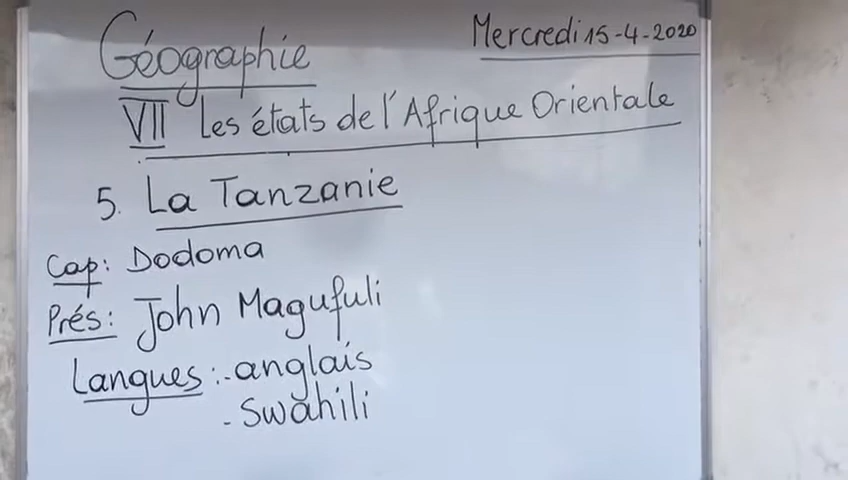 Géographie
Mercredi 15-4-2020
VII Les états de l'Afrique Orientale
5. La Tanzanie
Cap: Dodoma
Prés: John Magufuli
Langues: - anglais
- Swahili